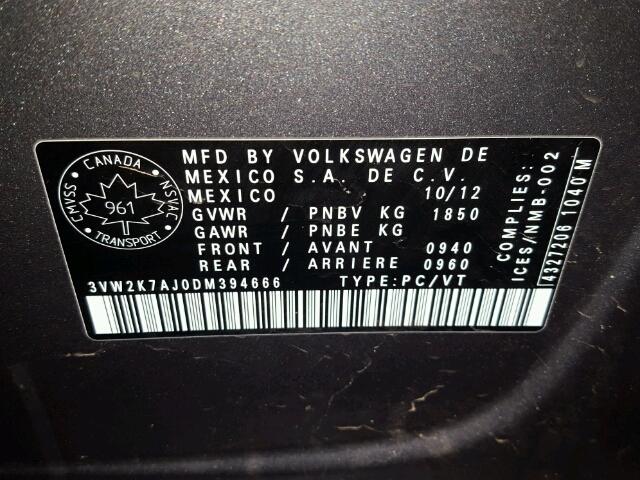 CANADA
CMVSS 961 NSVAC
TRANSPORT
MFD BY VOLKSWAGEN DE
MEXICO S.A. DE C.V.
MEXICO 10/12
GVWR / PNBV KG 1850
GAWR / PNBE KG
FRONT / AVANT 0940
REAR / ARRIERE 0960
3VW2K7AJ0DM394666 TYPE:PC/VT
COMPLIES:
ICES/NMB-002
4327206 1040 M